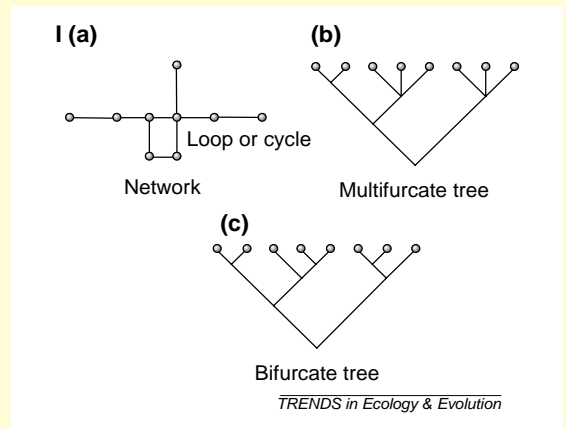 I (a)
(b)
Loop or cycle
Network
Multifurcate tree
(c)
Bifurcate tree
TRENDS in Ecology & Evolution